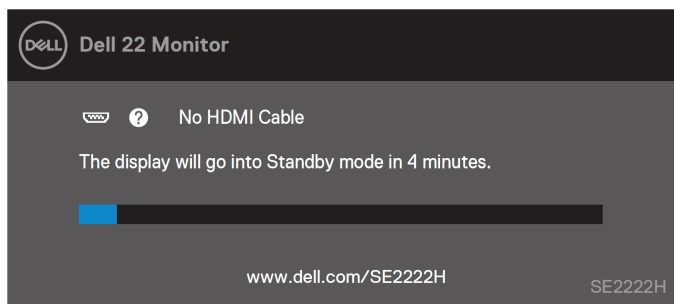 DELL Dell 22 Monitor
? No HDMI Cable
The display will go into Standby mode in 4 minutes.
www.dell.com/SE2222H
SE2222H